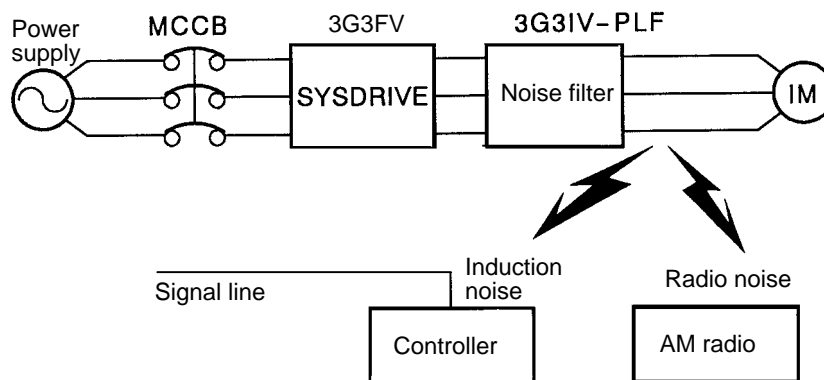 Power
supply
MCCB
3G3FV
3G3IV-PLF
SYSDRIVE
Noise filter
IM
Induction
noise
Radio noise
Signal line
Controller
AM radio